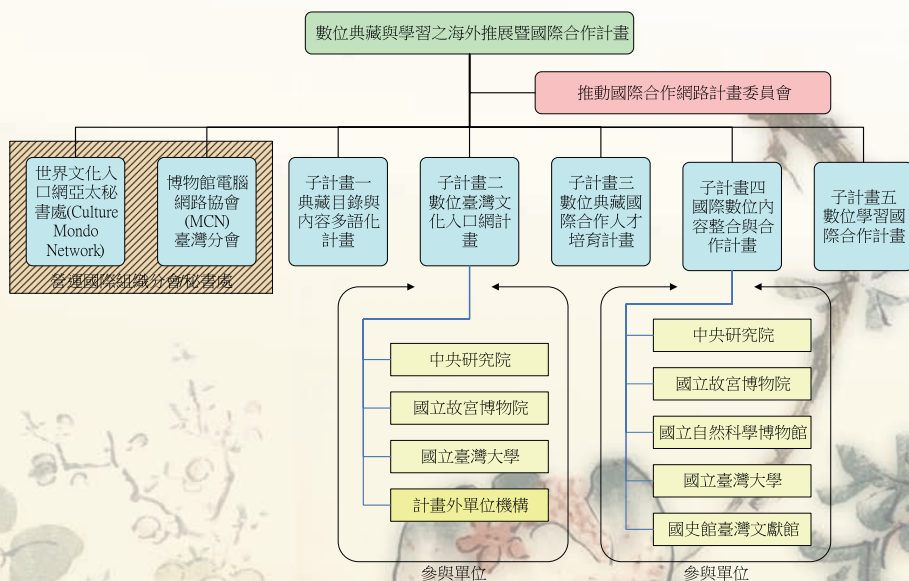 數位典藏與學習之海外推展暨國際合作計畫
推動國際合作網路計畫委員會
世界文化入
口網亞太秘
書處(Culture
Mondo
Network)
博物館電腦
網路協會
(MCN)
臺灣分會
營運國際組織分會/秘書處
子計畫一
典藏目錄與
內容多語化
計畫
子計畫二
數位臺灣文
化入口網計
畫
子計畫三
數位典藏國
際合作人才
培育計畫
子計畫四
國際數位內
容整合與合
作計畫
子計畫五
數位學習國
際合作計畫
中央研究院
國立故宮博物院
國立臺灣大學
計畫外單位機構
參與單位
中央研究院
國立故宮博物院
國立自然科學博物館
國立臺灣大學
國史館臺灣文獻館
參與單位